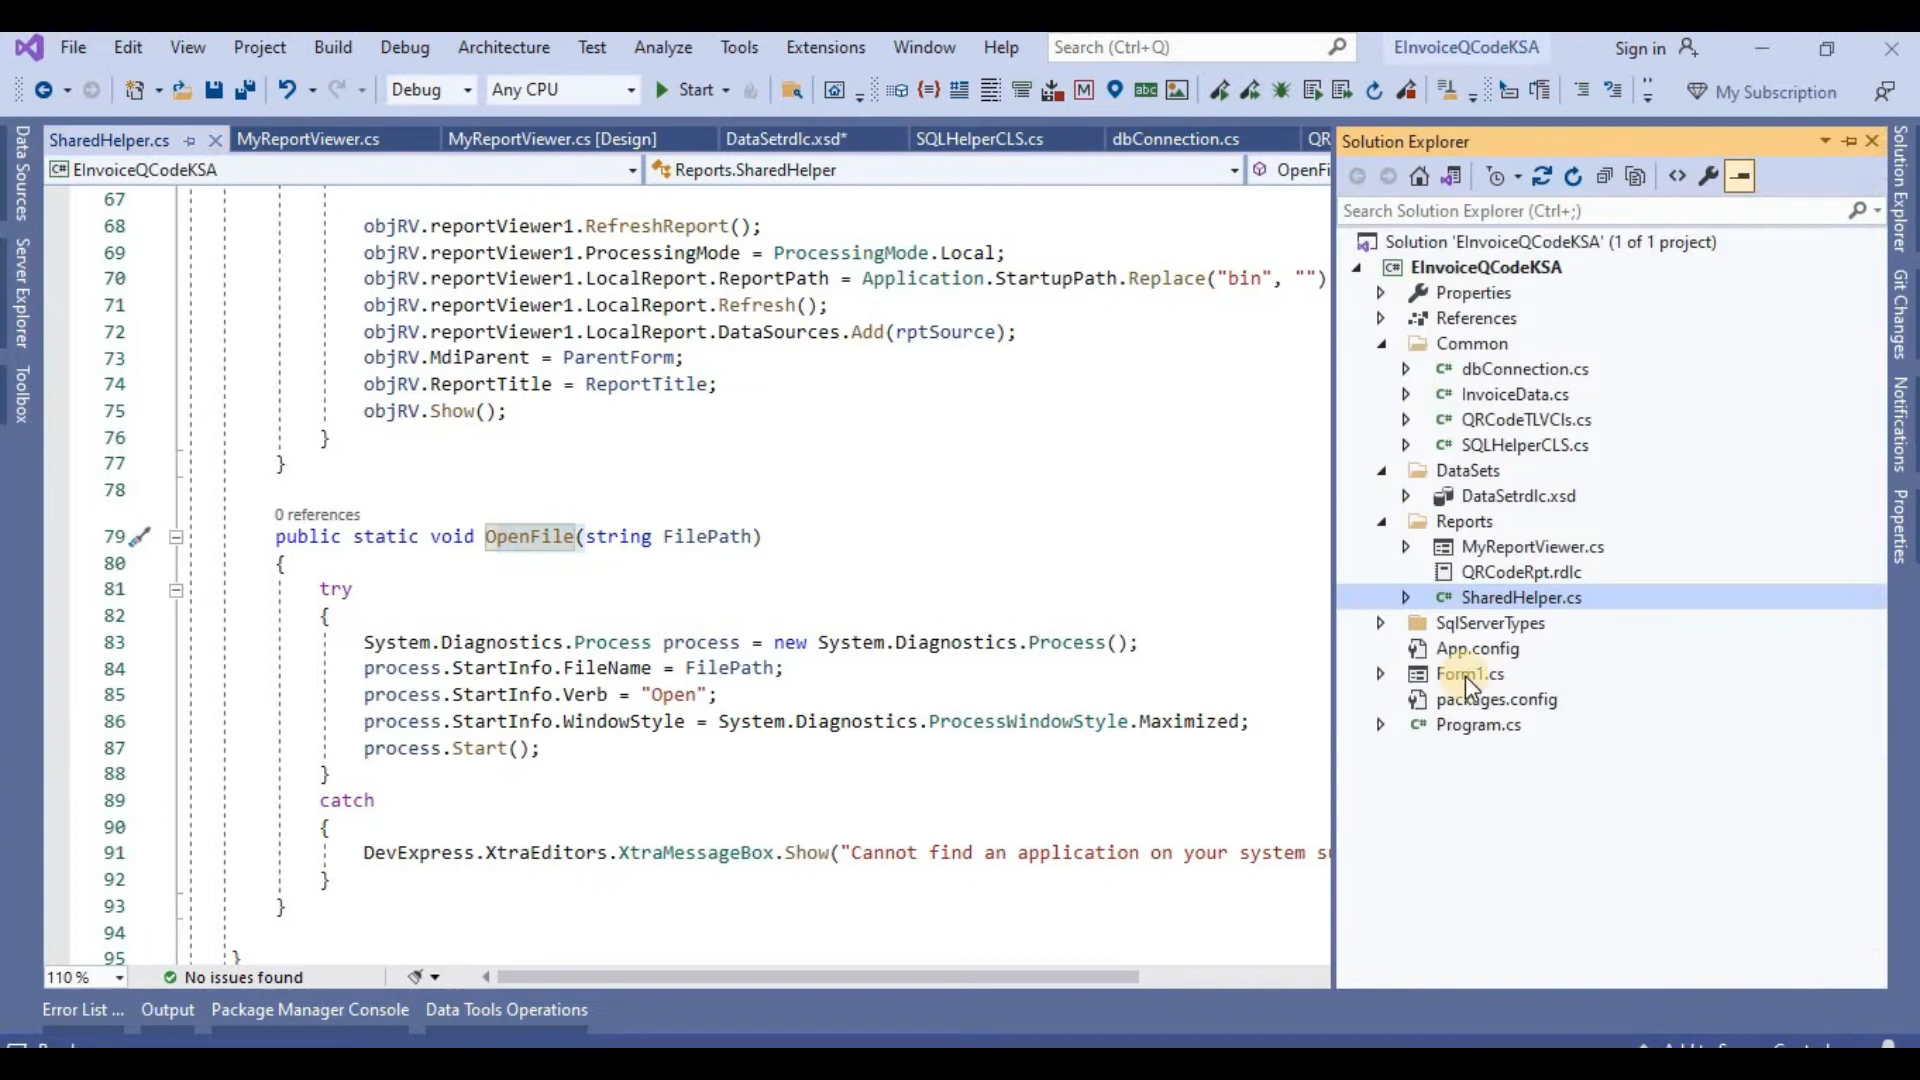 File Edit View Project Build Debug Test Analyze Tools Architecture Extensions Window Help Search (Ctrl+Q) EInvoiceQCodeKSA Sign in
Debug Any CPU Start My Subscription
SharedHelper.cs MyReportViewer.cs MyReportViewer.cs [Design] DataSetrdlc.xsd* SQLHelperCLS.cs dbConnection.cs QR
EInvoiceQCodeKSA Reports.SharedHelper OpenFi
67
68 objRV.reportViewer1.RefreshReport();
69 objRV.reportViewer1.ProcessingMode = ProcessingMode.Local;
70 objRV.reportViewer1.LocalReport.ReportPath = Application.StartupPath.Replace("bin", "")
71 objRV.reportViewer1.LocalReport.Refresh();
72 objRV.reportViewer1.LocalReport.DataSources.Add(rptSource);
73 objRV.MdiParent = ParentForm;
74 objRV.ReportTitle = ReportTitle;
75 objRV.Show();
76 }
77 }
78
0 references
79 public static void OpenFile(string FilePath)
80 {
81 try
82 {
83 System.Diagnostics.Process process = new System.Diagnostics.Process();
84 process.StartInfo.FileName = FilePath;
85 process.StartInfo.Verb = "Open";
86 process.StartInfo.WindowStyle = System.Diagnostics.ProcessWindowStyle.Maximized;
87 process.Start();
88 }
89 catch
90 {
91 DevExpress.XtraEditors.XtraMessageBox.Show("Cannot find an application on your system s
92 }
93 }
94
95 }
110 % No issues found
Error List ... Output Package Manager Console Data Tools Operations
Data Sources
Server Explorer
Toolbox
Solution Explorer
Search Solution Explorer (Ctrl+;)
Solution 'EInvoiceQCodeKSA' (1 of 1 project)
EInvoiceQCodeKSA
Properties
References
Common
dbConnection.cs
InvoiceData.cs
QRCodeTLVCls.cs
SQLHelperCLS.cs
DataSets
DataSetrdlc.xsd
Reports
MyReportViewer.cs
QRCodeRpt.rdlc
SharedHelper.cs
SqlServerTypes
App.config
Form1.cs
packages.config
Program.cs
Solution Explorer
Git Changes
Notifications
Properties